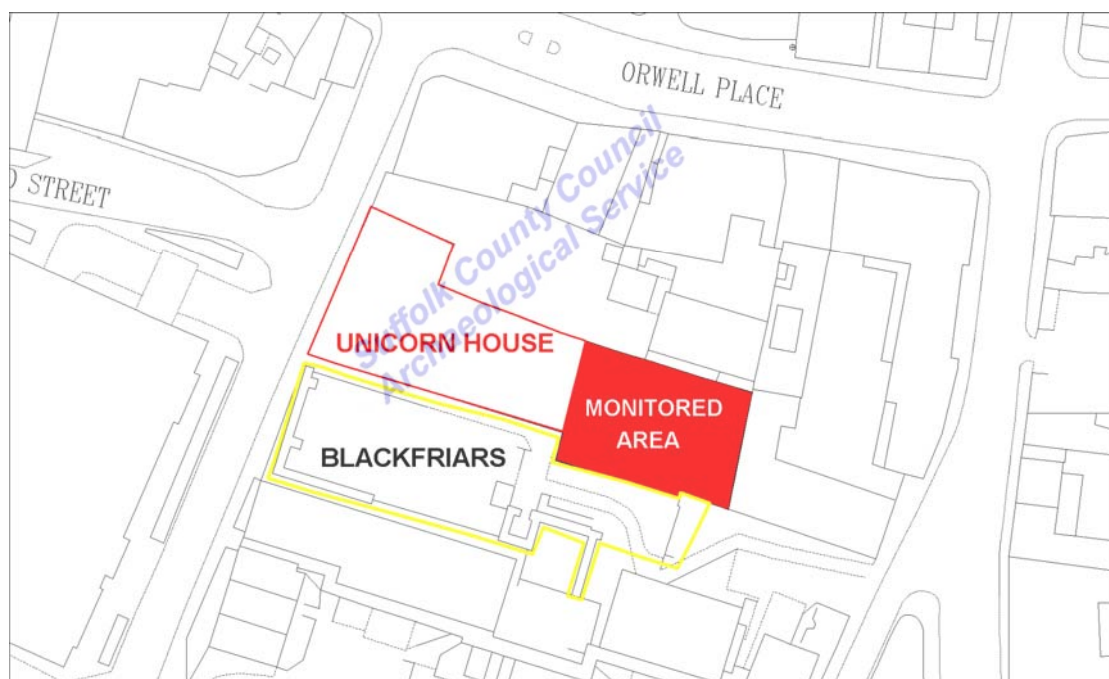 ORWELL PLACE
STREET
Suffolk County Council
Archaeological Service
UNICORN HOUSE
MONITORED
AREA
BLACKFRIARS